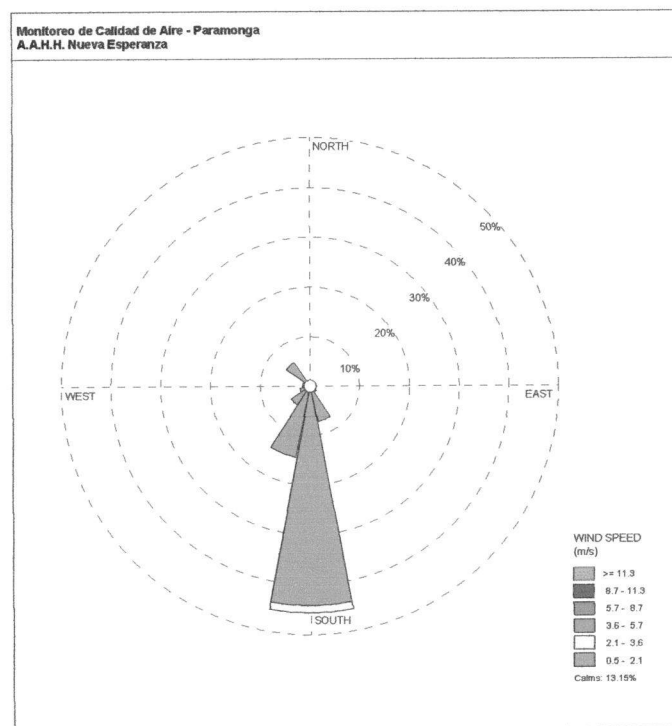 Monitoreo de Calidad de Aire - Paramonga
A.A.H.H. Nueva Esperanza
NORTH
50%
40%
30%
20%
10%
WEST
EAST
SOUTH
WIND SPEED
(m/s)
>= 11.3
8.7 - 11.3
5.7 - 8.7
3.6 - 5.7
2.1 - 3.6
0.5 - 2.1
Calms: 13.15%